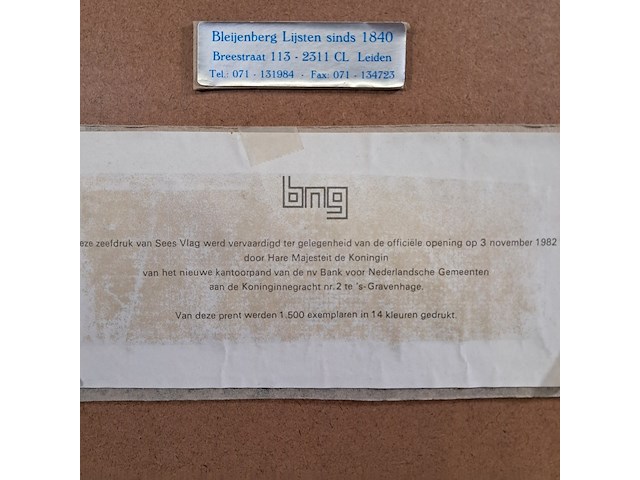 Bleijenberg Lijsten sinds 1840
Breestraat 113 - 2311 CL Leiden
Tel.: 071 - 131984 - Fax: 071 - 134723
bng
eze zeefdruk van Sees Vlag werd vervaardigd ter gelegenheid van de officiële opening op 3 november 1982
door Hare Majesteit de Koningin
van het nieuwe kantoorpand van de nv Bank voor Nederlandsche Gemeenten
aan de Koninginnegracht nr. 2 te 's-Gravenhage.
Van deze prent werden 1.500 exemplaren in 14 kleuren gedrukt.